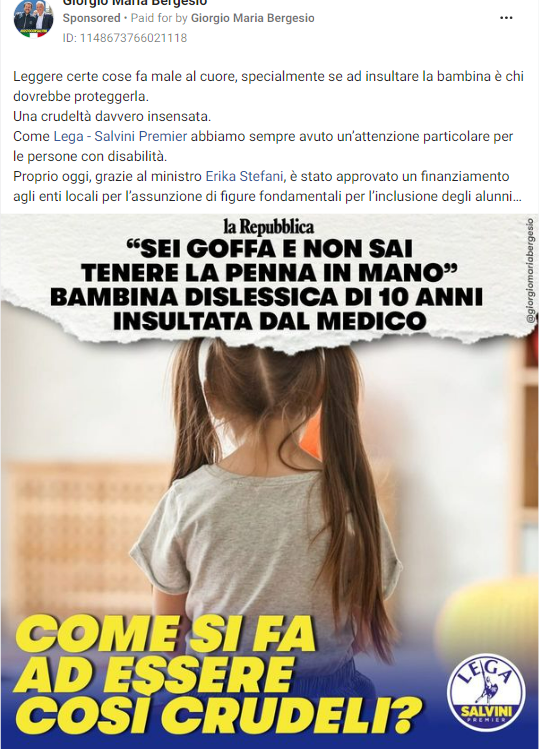 Giorgio Maria Bergesio
Sponsored • Paid for by Giorgio Maria Bergesio
ID: 1148673766021118
Leggere certe cose fa male al cuore, specialmente se ad insultare la bambina è chi
dovrebbe proteggerla.
Una crudeltà davvero insensata.
Come Lega - Salvini Premier abbiamo sempre avuto un'attenzione particolare per
le persone con disabilità.
Proprio oggi, grazie al ministro Erika Stefani, è stato approvato un finanziamento
agli enti locali per l'assunzione di figure fondamentali per l'inclusione degli alunni...
la Repubblica
“SEI GOFFA E NON SAI
TENERE LA PENNA IN MANO”
BAMBINA DISLESSICA DI 10 ANNI
INSULTATA DAL MEDICO
@giorgiomariabergesio
COME SI FA
AD ESSERE
COSÌ CRUDELI?
LEGA
SALVINI
PREMIER